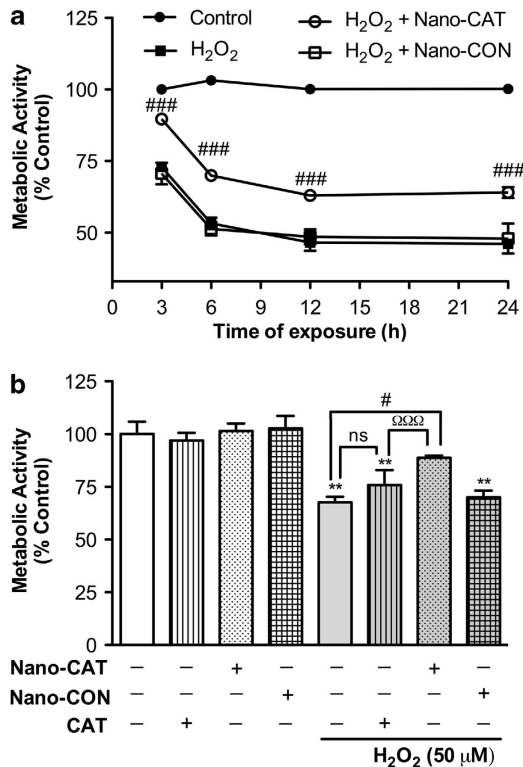 a
Control
H2O2
H2O2 + Nano-CAT
H2O2 + Nano-CON
Metabolic Activity
(% Control)
125
100
75
50
###
###
###
###
0 3 6 9 12 15 18 21 24
Time of exposure (h)
b
Metabolic Activity
(% Control)
125
100
75
50
25
0
#
ns
ΩΩΩ
** ** **
Nano-CAT – – + – – – + –
Nano-CON – – – + – – – +
CAT – + – – – + – –
H2O2 (50 μM)